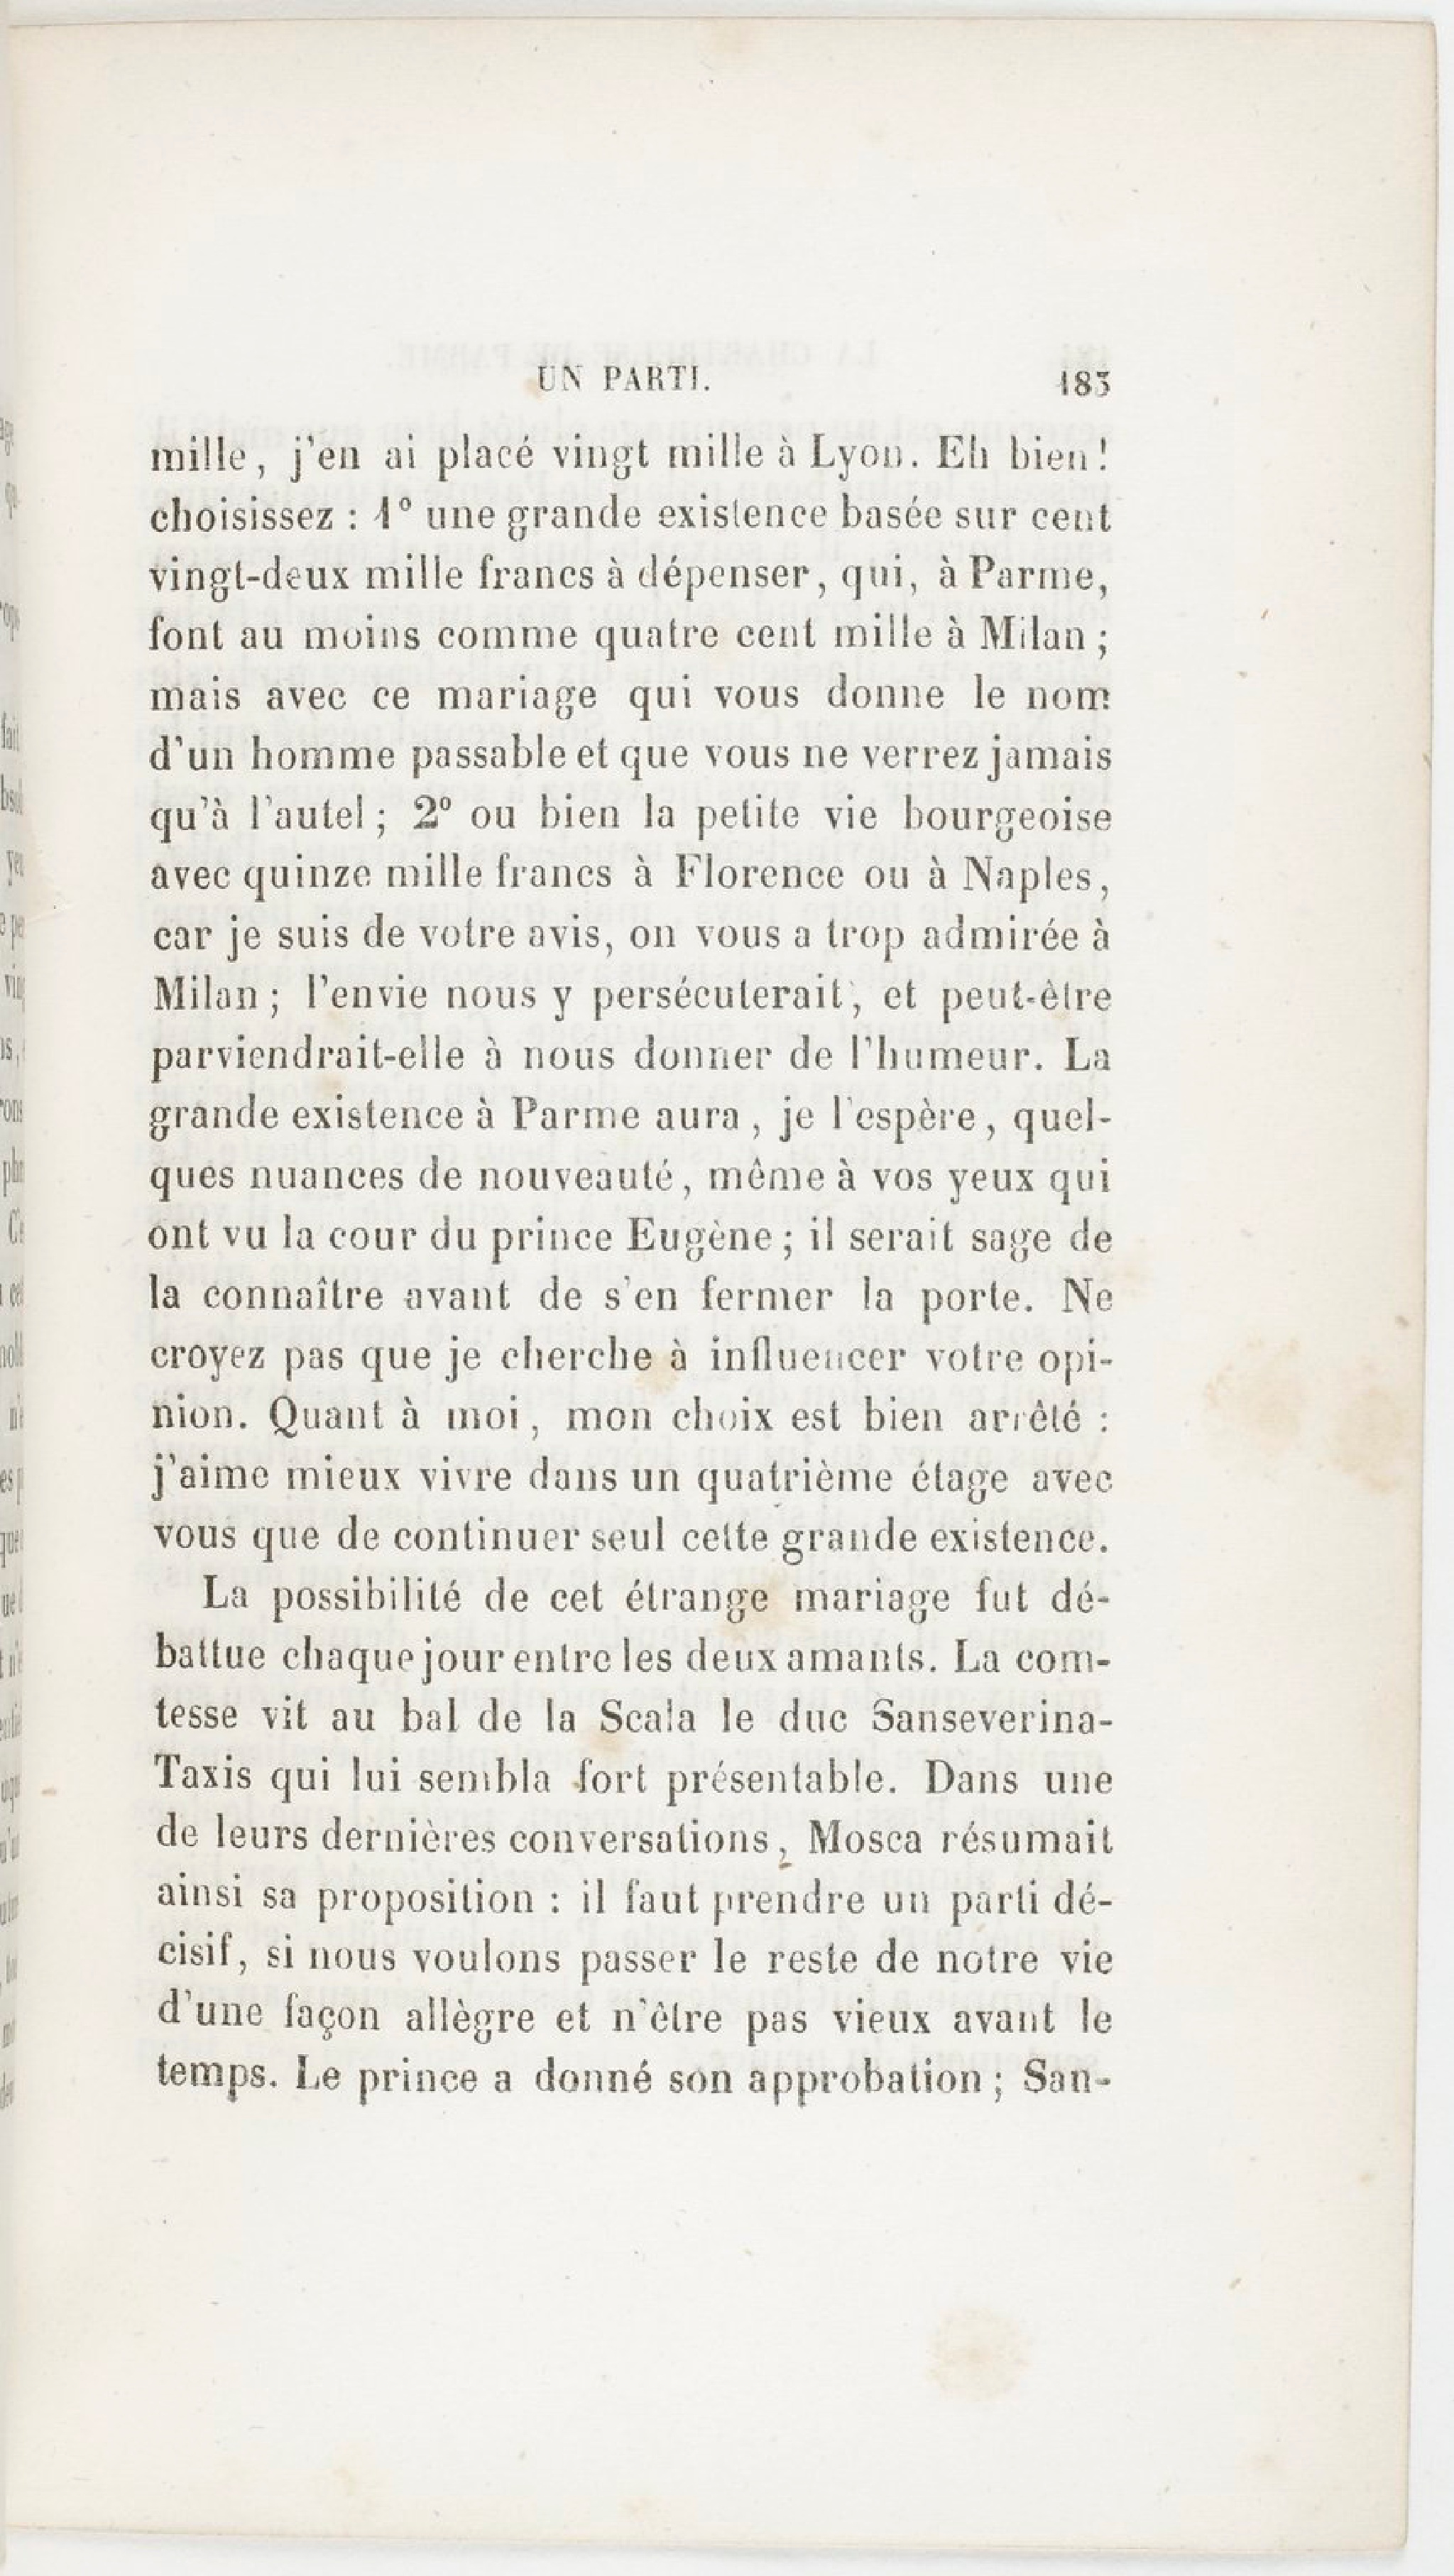 UN PARTI. 183
mille, j'en ai placé vingt mille à Lyon. Eh bien!
choisissez : 1° une grande existence basée sur cent
vingt-deux mille francs à dépenser, qui, à Parme,
font au moins comme quatre cent mille à Milan ;
mais avec ce mariage qui vous donne le nom
d'un homme passable et que vous ne verrez jamais
qu'à l'autel ; 2° ou bien la petite vie bourgeoise
avec quinze mille francs à Florence ou à Naples,
car je suis de votre avis, on vous a trop admirée à
Milan ; l'envie nous y persécuterait, et peut-être
parviendrait-elle à nous donner de l'humeur. La
grande existence à Parme aura, je l'espère, quel-
ques nuances de nouveauté, même à vos yeux qui
ont vu la cour du prince Eugène ; il serait sage de
la connaître avant de s'en fermer la porte. Ne
croyez pas que je cherche à influencer votre opi-
nion. Quant à moi, mon choix est bien arrêté :
j'aime mieux vivre dans un quatrième étage avec
vous que de continuer seul cette grande existence.
La possibilité de cet étrange mariage fut dé-
battue chaque jour entre les deux amants. La com-
tesse vit au bal de la Scala le duc Sanseverina-
Taxis qui lui sembla fort présentable. Dans une
de leurs dernières conversations, Mosca résumait
ainsi sa proposition : il faut prendre un parti dé-
cisif, si nous voulons passer le reste de notre vie
d'une façon allègre et n'être pas vieux avant le
temps. Le prince a donné son approbation ; San-